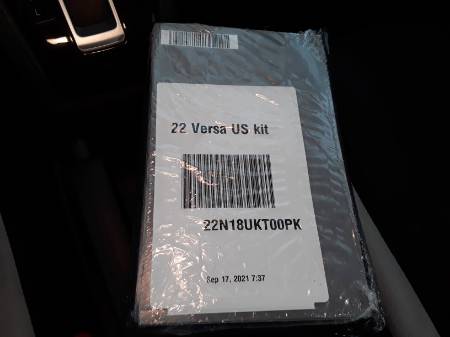 22 Versa US kit
22N18UKT00PK
Sep 17, 2021 7:37